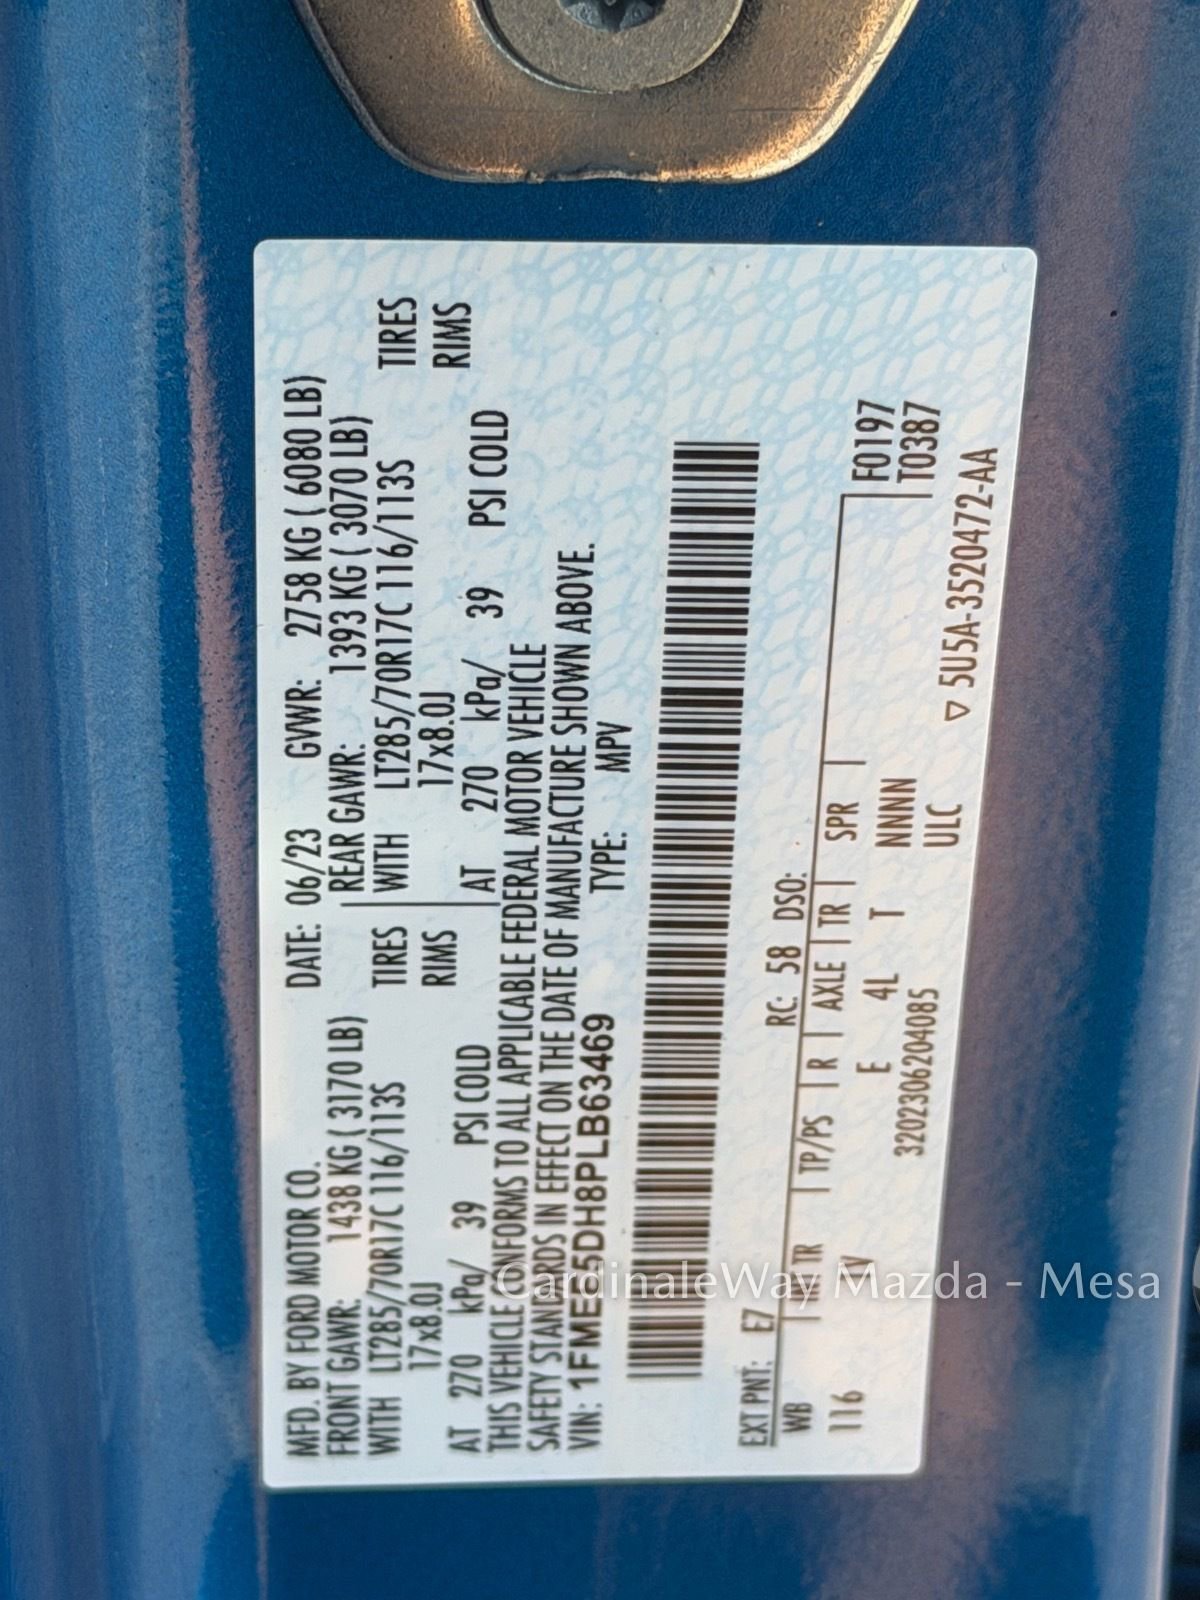 MFD. BY FORD MOTOR CO. DATE: 06/23 GVWR: 2758 KG ( 6080 LB)
FRONT GAWR: 1438 KG ( 3170 LB) REAR GAWR: 1393 KG ( 3070 LB)
WITH LT285/70R17C 116/113S TIRES WITH LT285/70R17C 116/113S TIRES
17x8.0J RIMS 17x8.0J RIMS
AT 270 kPa/ 39 PSI COLD AT 270 kPa/ 39 PSI COLD
THIS VEHICLE CONFORMS TO ALL APPLICABLE FEDERAL MOTOR VEHICLE
SAFETY STANDARDS IN EFFECT ON THE DATE OF MANUFACTURE SHOWN ABOVE.
VIN: 1FMEE5DH8PLB63469 TYPE: MPV
EXT PNT: E7 RC: 58 DSO:
WB INT TR TP/PS R AXLE TR SPR F0197
116 E 4L T NNNN T0387
3202306204085 ULC
▽ 5U5A-3520472-AA
CardinaleWay Mazda - Mesa